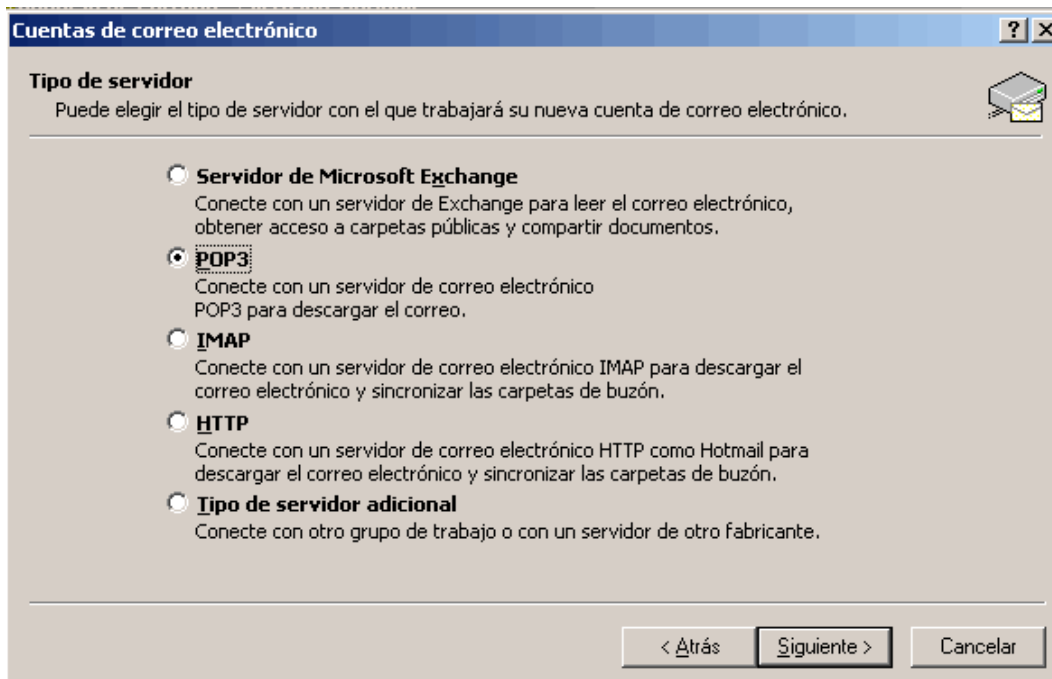 Cuentas de correo electrónico
Tipo de servidor
Puede elegir el tipo de servidor con el que trabajará su nueva cuenta de correo electrónico.
Servidor de Microsoft Exchange
Conecte con un servidor de Exchange para leer el correo electrónico,
obtener acceso a carpetas públicas y compartir documentos.
POP3
Conecte con un servidor de correo electrónico
POP3 para descargar el correo.
IMAP
Conecte con un servidor de correo electrónico IMAP para descargar el
correo electrónico y sincronizar las carpetas de buzón.
HTTP
Conecte con un servidor de correo electrónico HTTP como Hotmail para
descargar el correo electrónico y sincronizar las carpetas de buzón.
Tipo de servidor adicional
Conecte con otro grupo de trabajo o con un servidor de otro fabricante.
< Atrás
Siguiente >
Cancelar